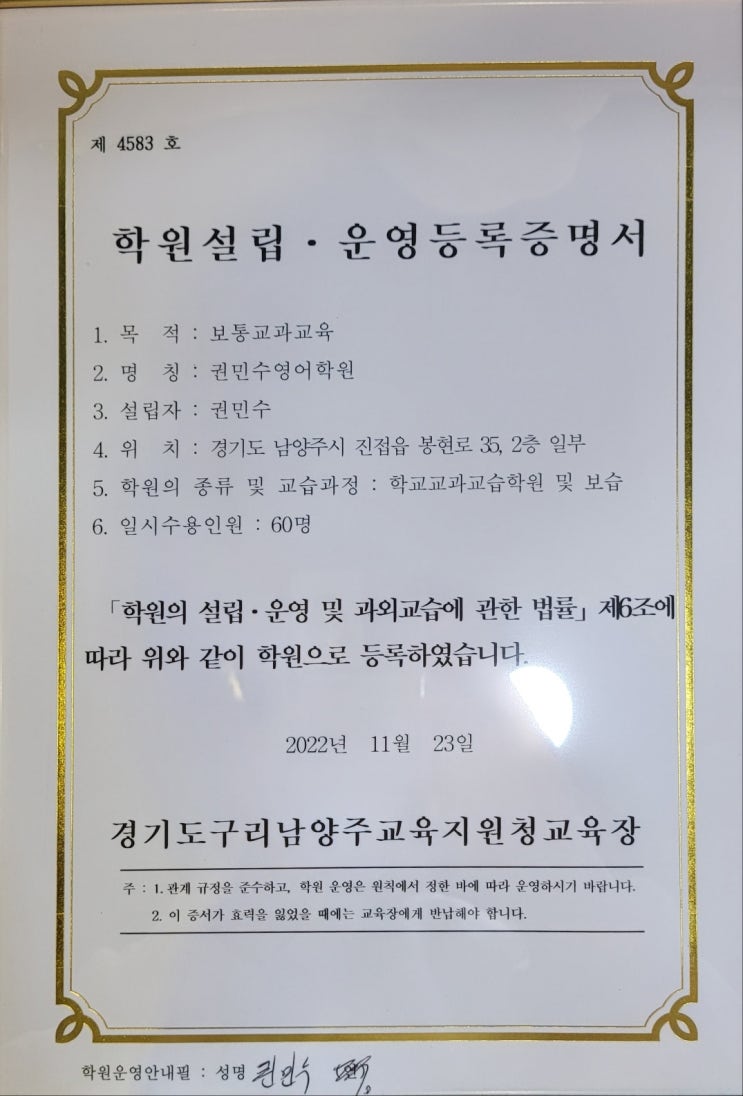 제 4583 호
학원설립·운영등록증명서
1. 목 적 : 보통교과교육
2. 명 칭 : 권민수영어학원
3. 설립자 : 권민수
4. 위 치 : 경기도 남양주시 진접읍 봉현로 35, 2층 일부
5. 학원의 종류 및 교습과정 : 학교교과교습학원 및 보습
6. 일시수용인원 : 60명
「학원의 설립·운영 및 과외교습에 관한 법률」 제6조에
따라 위와 같이 학원으로 등록하였습니다.
2022년 11월 23일
경기도구리남양주교육지원청교육장
주 : 1. 관계 규정을 준수하고, 학원 운영은 원칙에서 정한 바에 따라 운영하시기 바랍니다.
2. 이 증서가 효력을 잃었을 때에는 교육장에게 반납해야 합니다.
학원운영안내필 : 성명 권민수